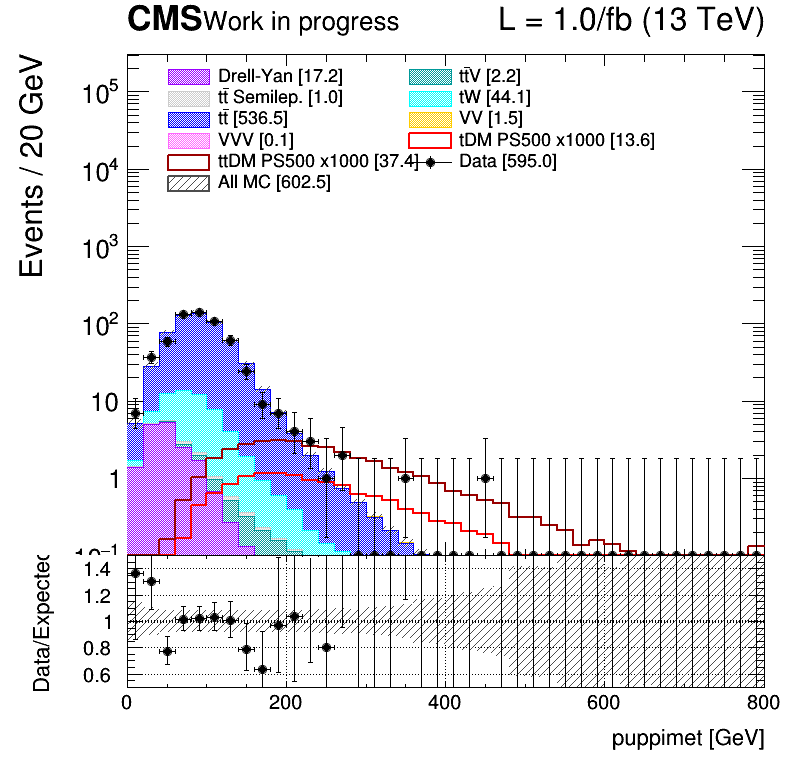 CMS Work in progress L = 1.0/fb (13 TeV)
Events / 20 GeV
Drell-Yan [17.2] tt̄V [2.2]
tt̄ Semilep. [1.0] tW [44.1]
tt̄ [536.5] VV [1.5]
VVV [0.1] tDM PS500 x1000 [13.6]
ttDM PS500 x1000 [37.4] Data [595.0]
All MC [602.5]
10⁵
10⁴
10³
10²
10
1
10⁻¹
Data/Expected
1.4
1.2
1
0.8
0.6
0 200 400 600 800
puppimet [GeV]